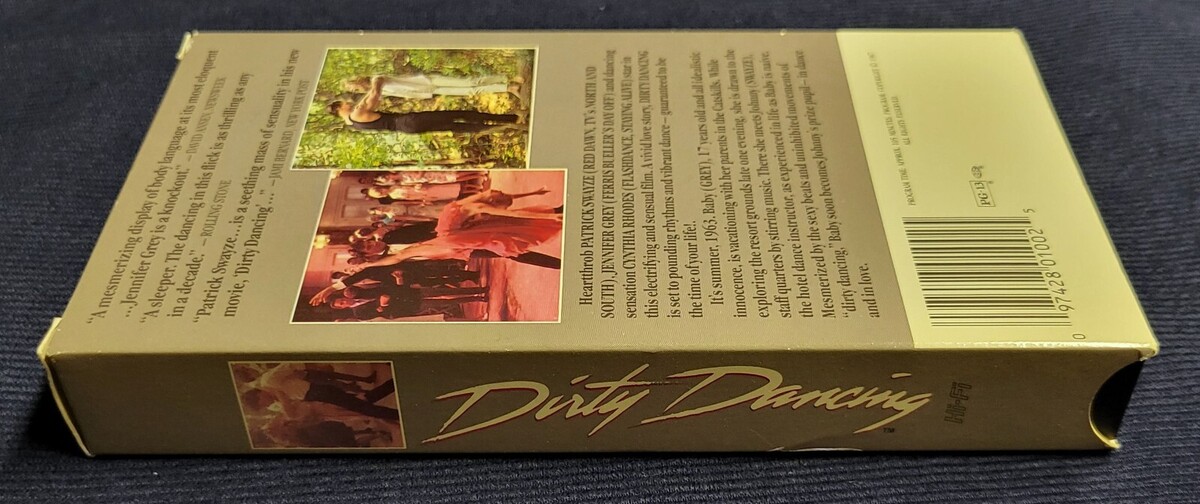 "A mesmerizing display of body language at its most eloquent
...Jennifer Grey is a knockout." – DAVID ANSEN, NEWSWEEK
"A sleeper. The dancing in this flick is as thrilling as any
in a decade." – ROLLING STONE
"Patrick Swayze...is a seething mass of sensuality in his new
movie, 'Dirty Dancing'..." – JAMI BERNARD, NEW YORK POST
Heartthrob PATRICK SWAYZE (RED DAWN, TV's NORTH AND
SOUTH), JENNIFER GREY (FERRIS BUELLER'S DAY OFF) and dancing
sensation CYNTHIA RHODES (FLASHDANCE, STAYING ALIVE) star in
this electrifying and sensual film. A vivid love story, DIRTY DANCING
is set to pounding rhythms and vibrant dance – guaranteed to be
the time of your life!
It's summer, 1963. Baby (GREY), 17 years old and all idealistic
innocence, is vacationing with her parents in the Catskills. While
exploring the resort grounds late one evening, she is drawn to the
staff quarters by stirring music. There she meets Johnny (SWAYZE),
the hotel dance instructor, as experienced in life as Baby is naive.
Mesmerized by the sexy beats and uninhibited movements of
"dirty dancing," Baby soon becomes Johnny's prize pupil – in dance
and in love.
ALL RIGHTS RESERVED.
PG-13
0 97428 01002 5
Dirty Dancing
HI-FI